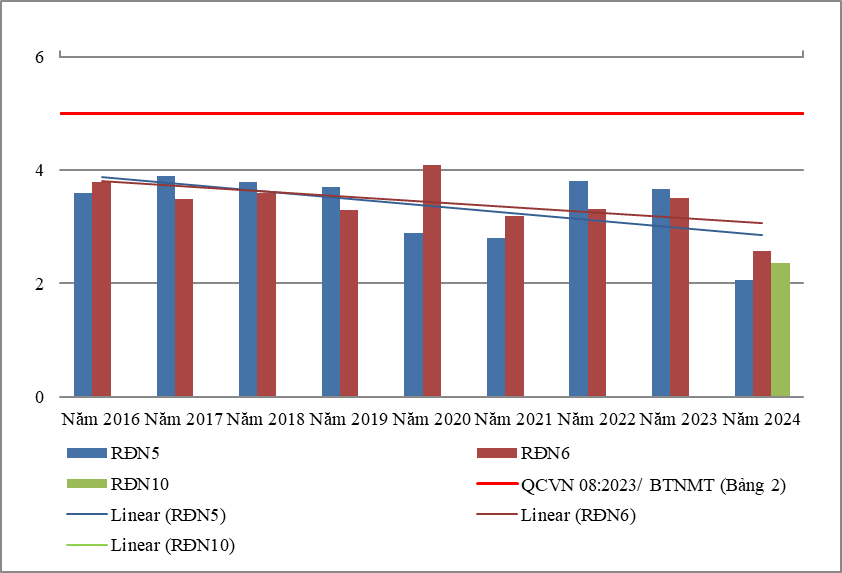 6
4
2
0
Năm 2016 Năm 2017 Năm 2018 Năm 2019 Năm 2020 Năm 2021 Năm 2022 Năm 2023 Năm 2024
RĐN5 RĐN6
RĐN10 QCVN 08:2023/ BTNMT (Bảng 2)
Linear (RĐN5) Linear (RĐN6)
Linear (RĐN10)